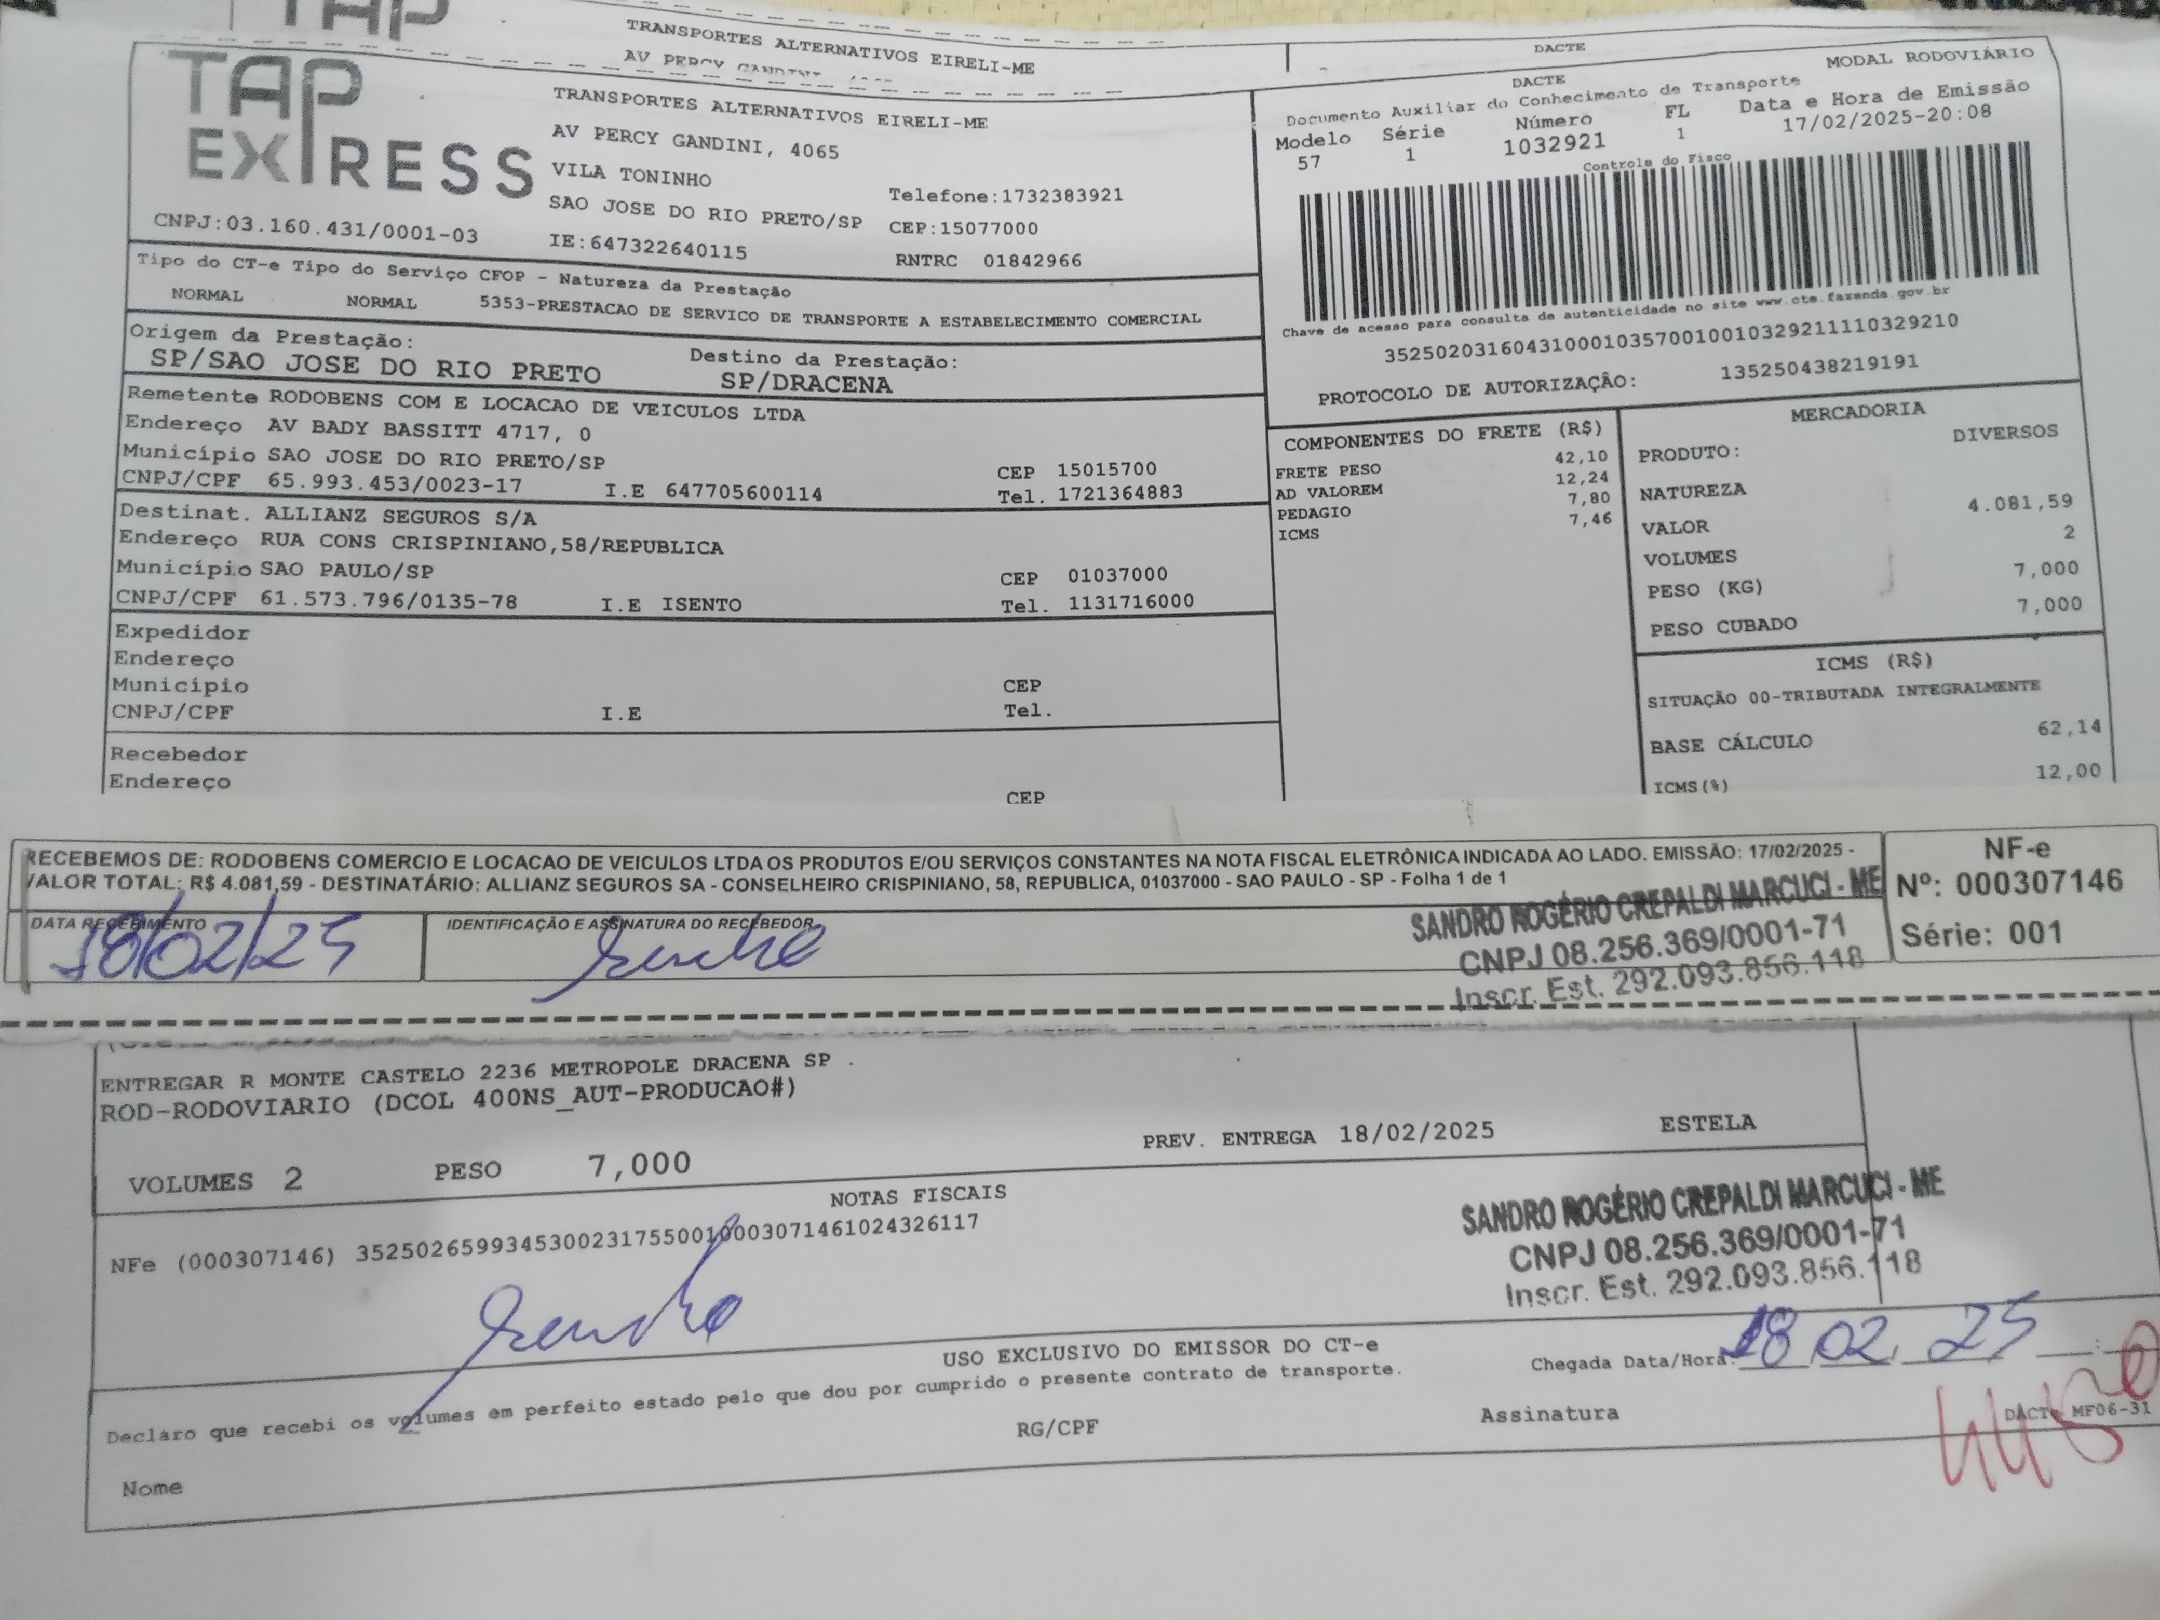 TAP
TRANSPORTES ALTERNATIVOS EIRELI-ME
AV PERCY GANDINI
DACTE
TAP
EXPRESS
CNPJ:03.160.431/0001-03
TRANSPORTES ALTERNATIVOS EIRELI-ME
AV PERCY GANDINI, 4065
VILA TONINHO
Telefone:1732383921
SAO JOSE DO RIO PRETO/SP CEP:15077000
IE:647322640115 RNTRC 01842966
DACTE MODAL RODOVIÁRIO
Documento Auxiliar do Conhecimento de Transporte
Modelo Série Número FL Data e Hora de Emissão
57 1 1032921 1 17/02/2025-20:08
Controle do Fisco
Chave de acesso para consulta de autenticidade no site www.cte.fazenda.gov.br
35250203160431000103570010010329211110329210
PROTOCOLO DE AUTORIZAÇÃO: 135250438219191
Tipo do CT-e Tipo do Serviço CFOP - Natureza da Prestação
NORMAL NORMAL 5353-PRESTACAO DE SERVICO DE TRANSPORTE A ESTABELECIMENTO COMERCIAL
Origem da Prestação: Destino da Prestação:
SP/SAO JOSE DO RIO PRETO SP/DRACENA
Remetente RODOBENS COM E LOCACAO DE VEICULOS LTDA
Endereço AV BADY BASSITT 4717, 0
Município SAO JOSE DO RIO PRETO/SP CEP 15015700
CNPJ/CPF 65.993.453/0023-17 I.E 647705600114 Tel. 1721364883
Destinat. ALLIANZ SEGUROS S/A
Endereço RUA CONS CRISPINIANO,58/REPUBLICA
Município SAO PAULO/SP CEP 01037000
CNPJ/CPF 61.573.796/0135-78 I.E ISENTO Tel. 1131716000
Expedidor
Endereço
Município CEP
CNPJ/CPF I.E Tel.
Recebedor
Endereço
CEP
COMPONENTES DO FRETE (R$)
FRETE PESO 42,10
AD VALOREM 12,24
PEDAGIO 7,80
ICMS 7,46
MERCADORIA
PRODUTO: DIVERSOS
NATUREZA
VALOR 4.081,59
VOLUMES 2
PESO (KG) 7,000
PESO CUBADO 7,000
ICMS (R$)
SITUAÇÃO 00-TRIBUTADA INTEGRALMENTE
BASE CÁLCULO 62,14
ICMS(%) 12,00
RECEBEMOS DE: RODOBENS COMERCIO E LOCACAO DE VEICULOS LTDA OS PRODUTOS E/OU SERVIÇOS CONSTANTES NA NOTA FISCAL ELETRÔNICA INDICADA AO LADO. EMISSÃO: 17/02/2025 -
VALOR TOTAL: R$ 4.081,59 - DESTINATÁRIO: ALLIANZ SEGUROS SA - CONSELHEIRO CRISPINIANO, 58, REPUBLICA, 01037000 - SAO PAULO - SP - Folha 1 de 1
NF-e
Nº: 000307146
Série: 001
DATA RECEBIMENTO
18/02/25
IDENTIFICAÇÃO E ASSINATURA DO RECEBEDOR
SANDRO ROGÉRIO CREPALDI MARCUCI - ME
CNPJ 08.256.369/0001-71
Inscr. Est. 292.093.856.118
ENTREGAR R MONTE CASTELO 2236 METROPOLE DRACENA SP .
ROD-RODOVIARIO (DCOL 400NS_AUT-PRODUCAO#)
VOLUMES 2 PESO 7,000 PREV. ENTREGA 18/02/2025 ESTELA
NOTAS FISCAIS
NFe (000307146) 35250265993453002317550010003071461024326117
SANDRO ROGÉRIO CREPALDI MARCUCI - ME
CNPJ 08.256.369/0001-71
Inscr. Est. 292.093.856.118
USO EXCLUSIVO DO EMISSOR DO CT-e
Declaro que recebi os volumes em perfeito estado pelo que dou por cumprido o presente contrato de transporte.
Chegada Data/Hora: 18 02 25
Nome RG/CPF Assinatura
DACTe MF06-31